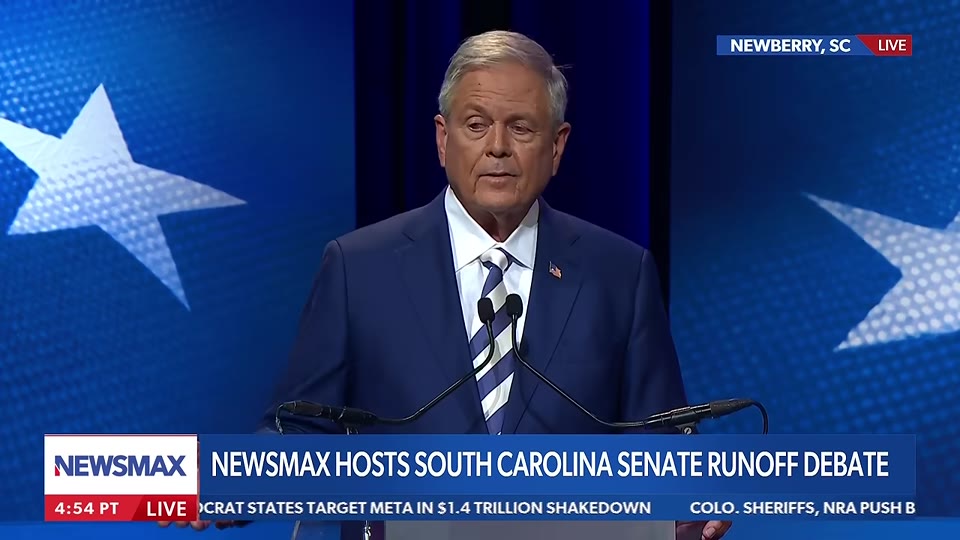 NEWBERRY, SC LIVE
NEWSMAX
NEWSMAX HOSTS SOUTH CAROLINA SENATE RUNOFF DEBATE
4:54 PT LIVE
OCRAT STATES TARGET META IN $1.4 TRILLION SHAKEDOWN COLO. SHERIFFS, NRA PUSH B